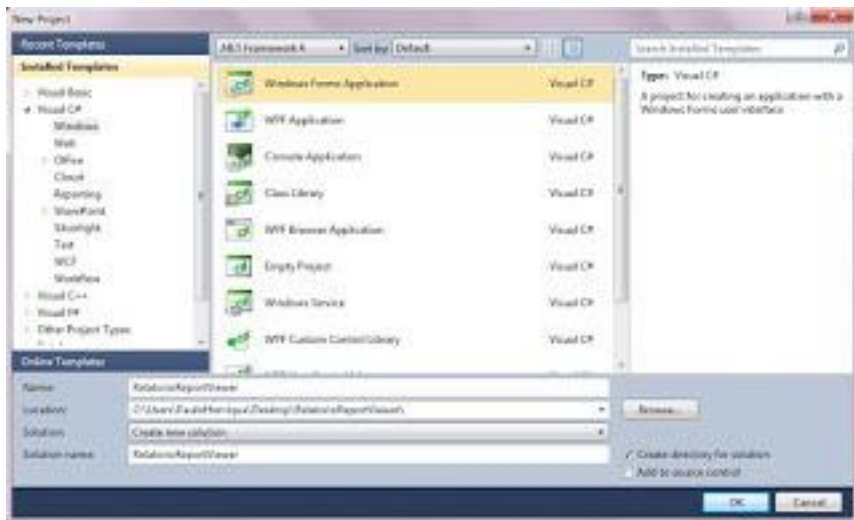 New Project
Recent Templates
.NET Framework 4
Sort by: Default
Search Installed Templates
Installed Templates
Visual Basic
Visual C#
Windows
Web
Office
Cloud
Reporting
SharePoint
Silverlight
Test
WCF
Workflow
Visual C++
Visual F#
Other Project Types
Online Templates
Windows Forms Application Visual C#
WPF Application Visual C#
Console Application Visual C#
Class Library Visual C#
WPF Browser Application Visual C#
Empty Project Visual C#
Windows Service Visual C#
WPF Custom Control Library Visual C#
Type: Visual C#
A project for creating an application with a
Windows Forms user interface
Name: RelatorioReportViewer
Location: C:\Users\PauloHenrique\Desktop\RelatorioReportViewer\
Browse...
Solution: Create new solution
Solution name: RelatorioReportViewer
Create directory for solution
Add to source control
OK
Cancel